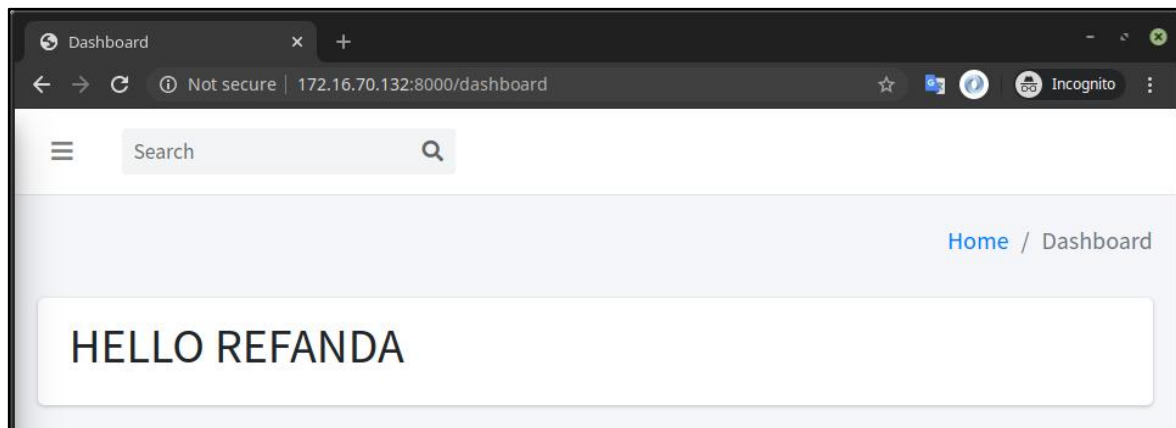 Dashboard
Not secure | 172.16.70.132:8000/dashboard
Incognito
Search
Home / Dashboard
HELLO REFANDA